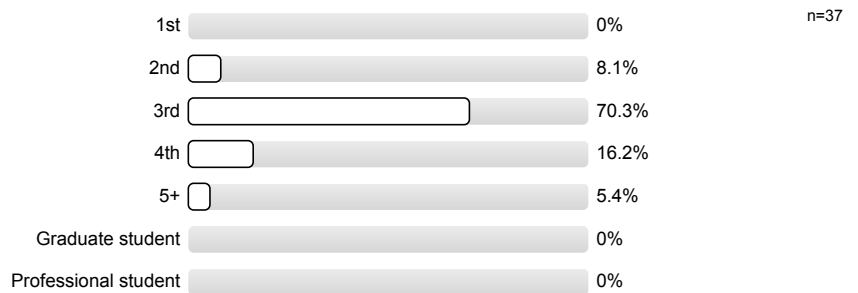 n=37
1st 0%
2nd 8.1%
3rd 70.3%
4th 16.2%
5+ 5.4%
Graduate student 0%
Professional student 0%